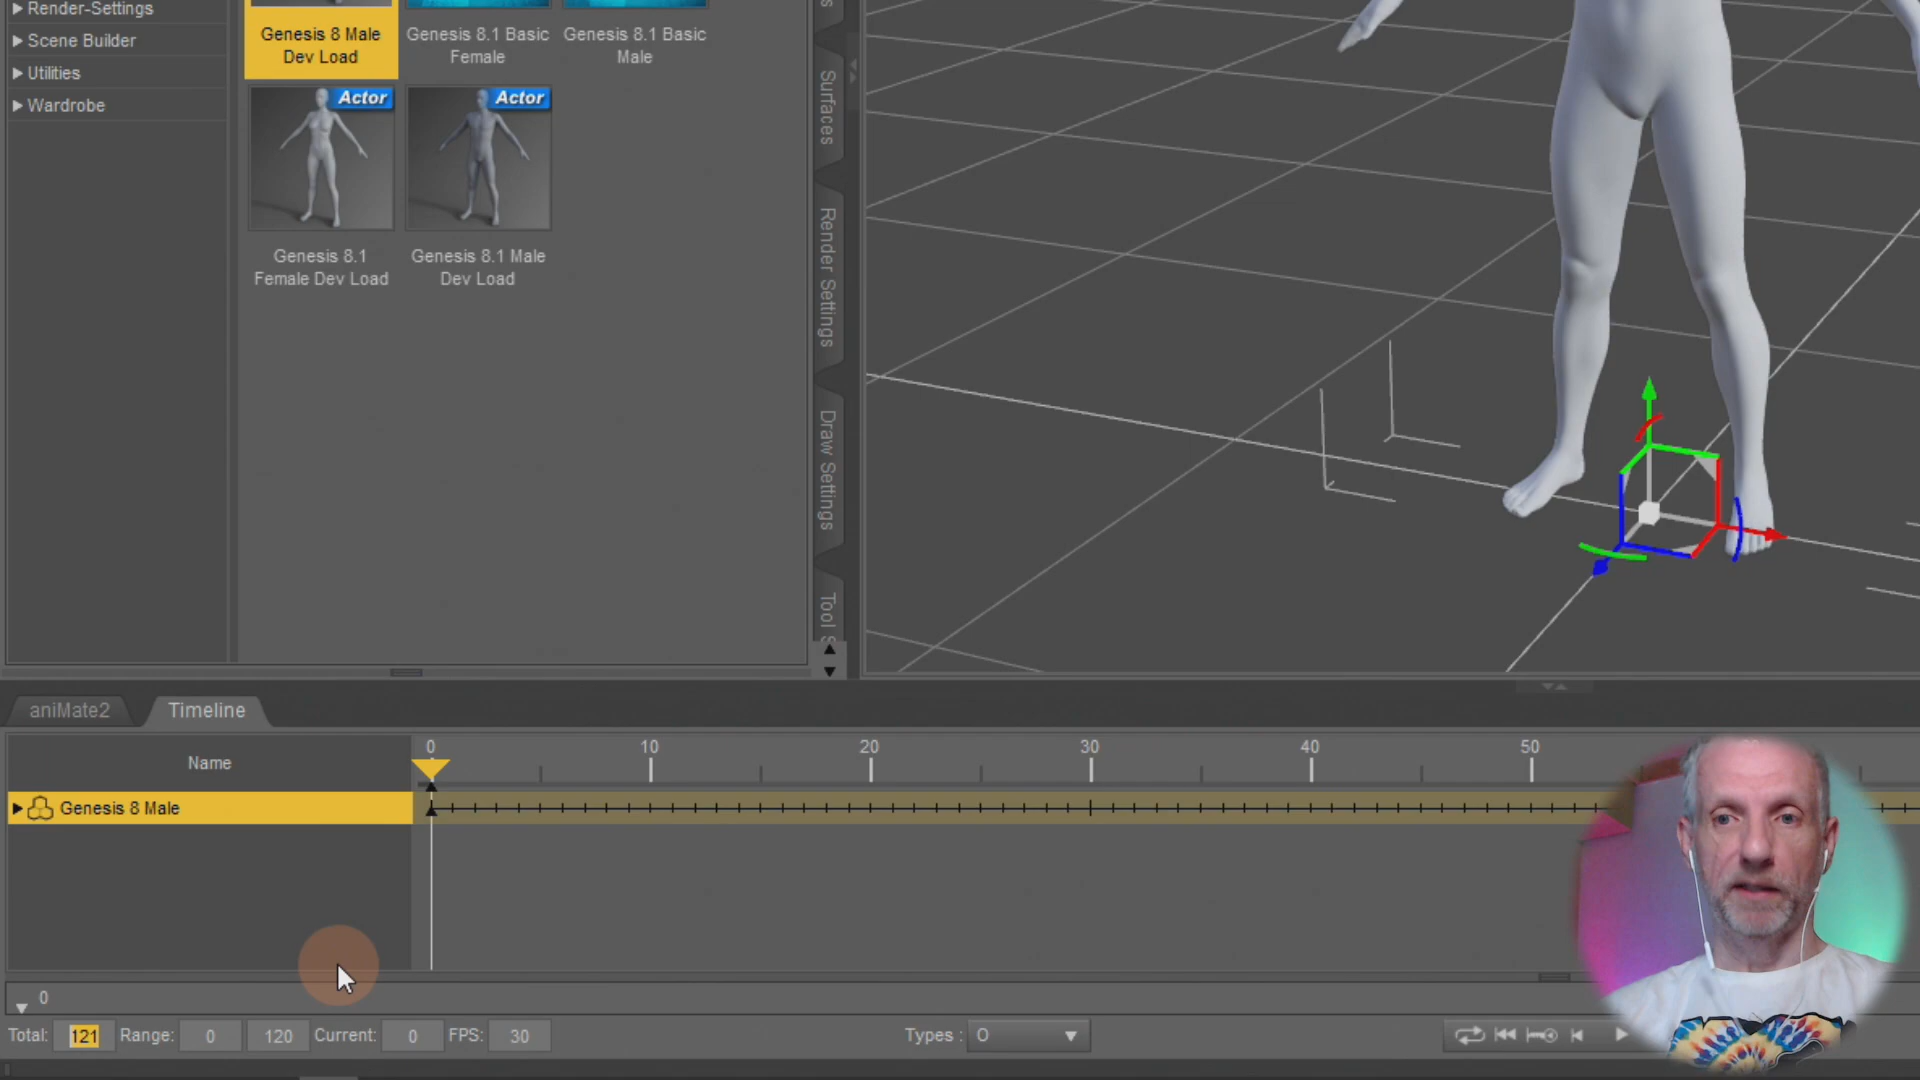 Render-Settings
Scene Builder
Utilities
Wardrobe
Genesis 8 Male
Dev Load
Genesis 8.1 Basic
Female
Genesis 8.1 Basic
Male
Actor
Actor
Genesis 8.1
Female Dev Load
Genesis 8.1 Male
Dev Load
Surfaces
Render Settings
Draw Settings
Tool S
aniMate2
Timeline
Name
0
10
20
30
40
50
Genesis 8 Male
0
Total: 121 Range: 0 120 Current: 0 FPS: 30
Types : O